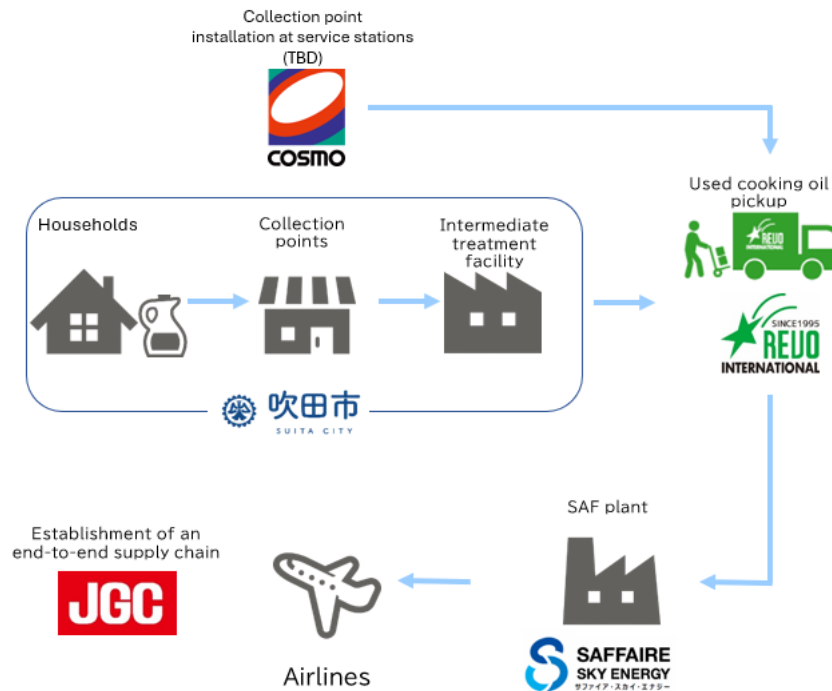 Collection point
installation at service stations
(TBD)
COSMO
Used cooking oil
pickup
REVO
INTERNATIONAL
Households
Collection
points
Intermediate
treatment
facility
SINCE1995
REVO
INTERNATIONAL
吹田市
SUITA CITY
SAF plant
Establishment of an
end-to-end supply chain
JGC
Airlines
SAFFAIRE
SKY ENERGY
サファイア・スカイ・エナジー